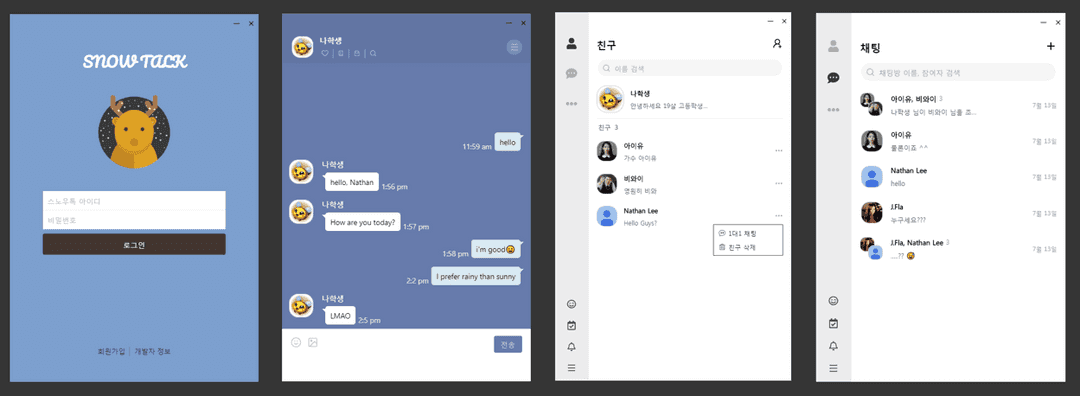 SNOW TALK
스노우톡 아이디
비밀번호
로그인
회원가입 | 개발자 정보
나학생
hello
11:59 am
나학생
hello, Nathan
1:56 pm
나학생
How are you today?
1:57 pm
i'm good😀
1:58 pm
I prefer rainy than sunny
2:2 pm
나학생
LMAO
2:5 pm
전송
친구
이름 검색
나학생
안녕하세요 19살 고등학생...
친구 3
아이유
가수 아이유
비와이
영원히 비와
Nathan Lee
Hello Guys?
1대1 채팅
친구 삭제
채팅
채팅방 이름, 참여자 검색
아이유, 비와이 3
나학생 님이 비와이 님을 초...
7월 13일
아이유
물론이죠 ^^
7월 13일
Nathan Lee
hello
7월 13일
J.Fla
누구세요???
7월 13일
J.Fla, Nathan Lee 3
....?? 😅
7월 13일